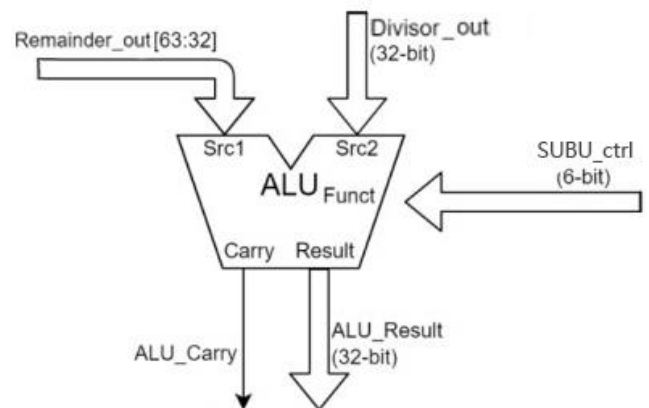 Remainder_out[63:32]
Divisor_out
(32-bit)
Src1
Src2
SUBU_ctrl
(6-bit)
ALU
Funct
Carry
Result
ALU_Carry
ALU_Result
(32-bit)